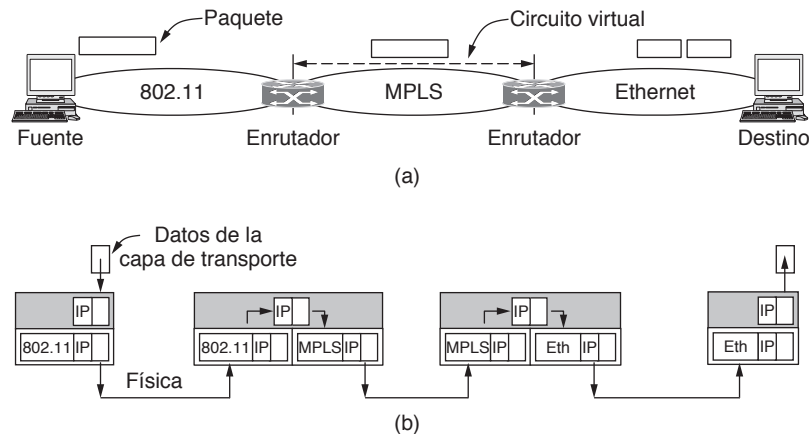 Paquete
Circuito virtual
802.11
MPLS
Ethernet
Fuente
Enrutador
Enrutador
Destino
(a)
Datos de la
capa de transporte
IP
IP
IP
IP
802.11 IP
802.11 IP
MPLS IP
MPLS IP
Eth IP
Eth IP
Física
(b)